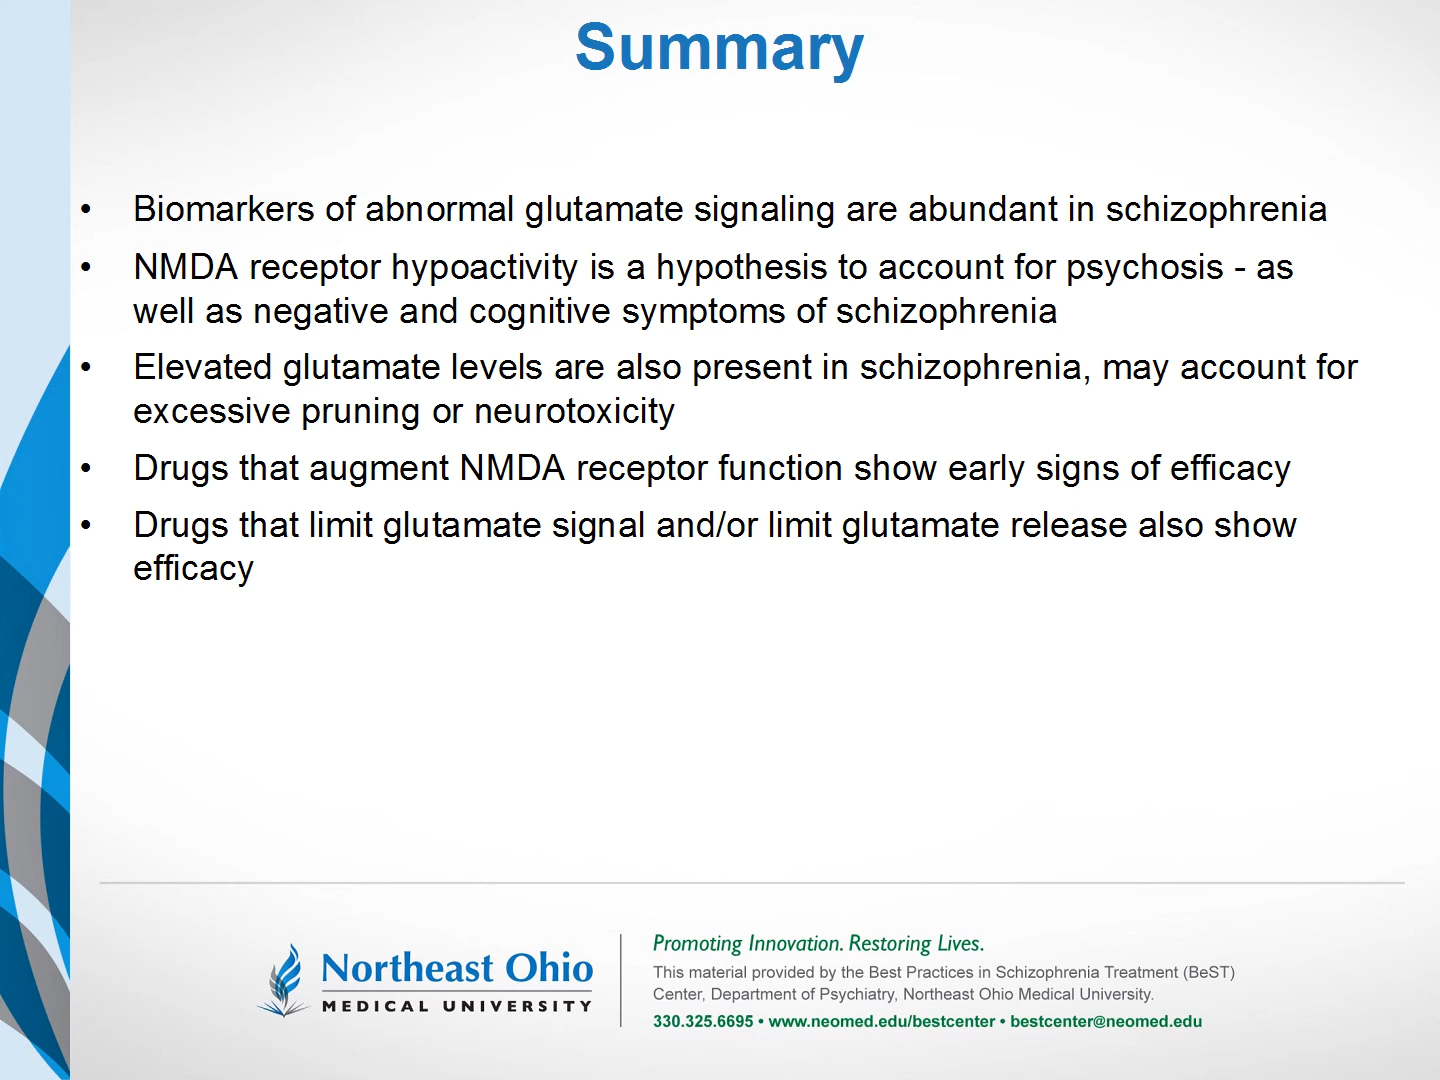 Summary
• Biomarkers of abnormal glutamate signaling are abundant in schizophrenia
• NMDA receptor hypoactivity is a hypothesis to account for psychosis - as
well as negative and cognitive symptoms of schizophrenia
• Elevated glutamate levels are also present in schizophrenia, may account for
excessive pruning or neurotoxicity
• Drugs that augment NMDA receptor function show early signs of efficacy
• Drugs that limit glutamate signal and/or limit glutamate release also show
efficacy
Northeast Ohio
MEDICAL UNIVERSITY
Promoting Innovation. Restoring Lives.
This material provided by the Best Practices in Schizophrenia Treatment (BeST)
Center, Department of Psychiatry, Northeast Ohio Medical University.
330.325.6695 • www.neomed.edu/bestcenter • bestcenter@neomed.edu